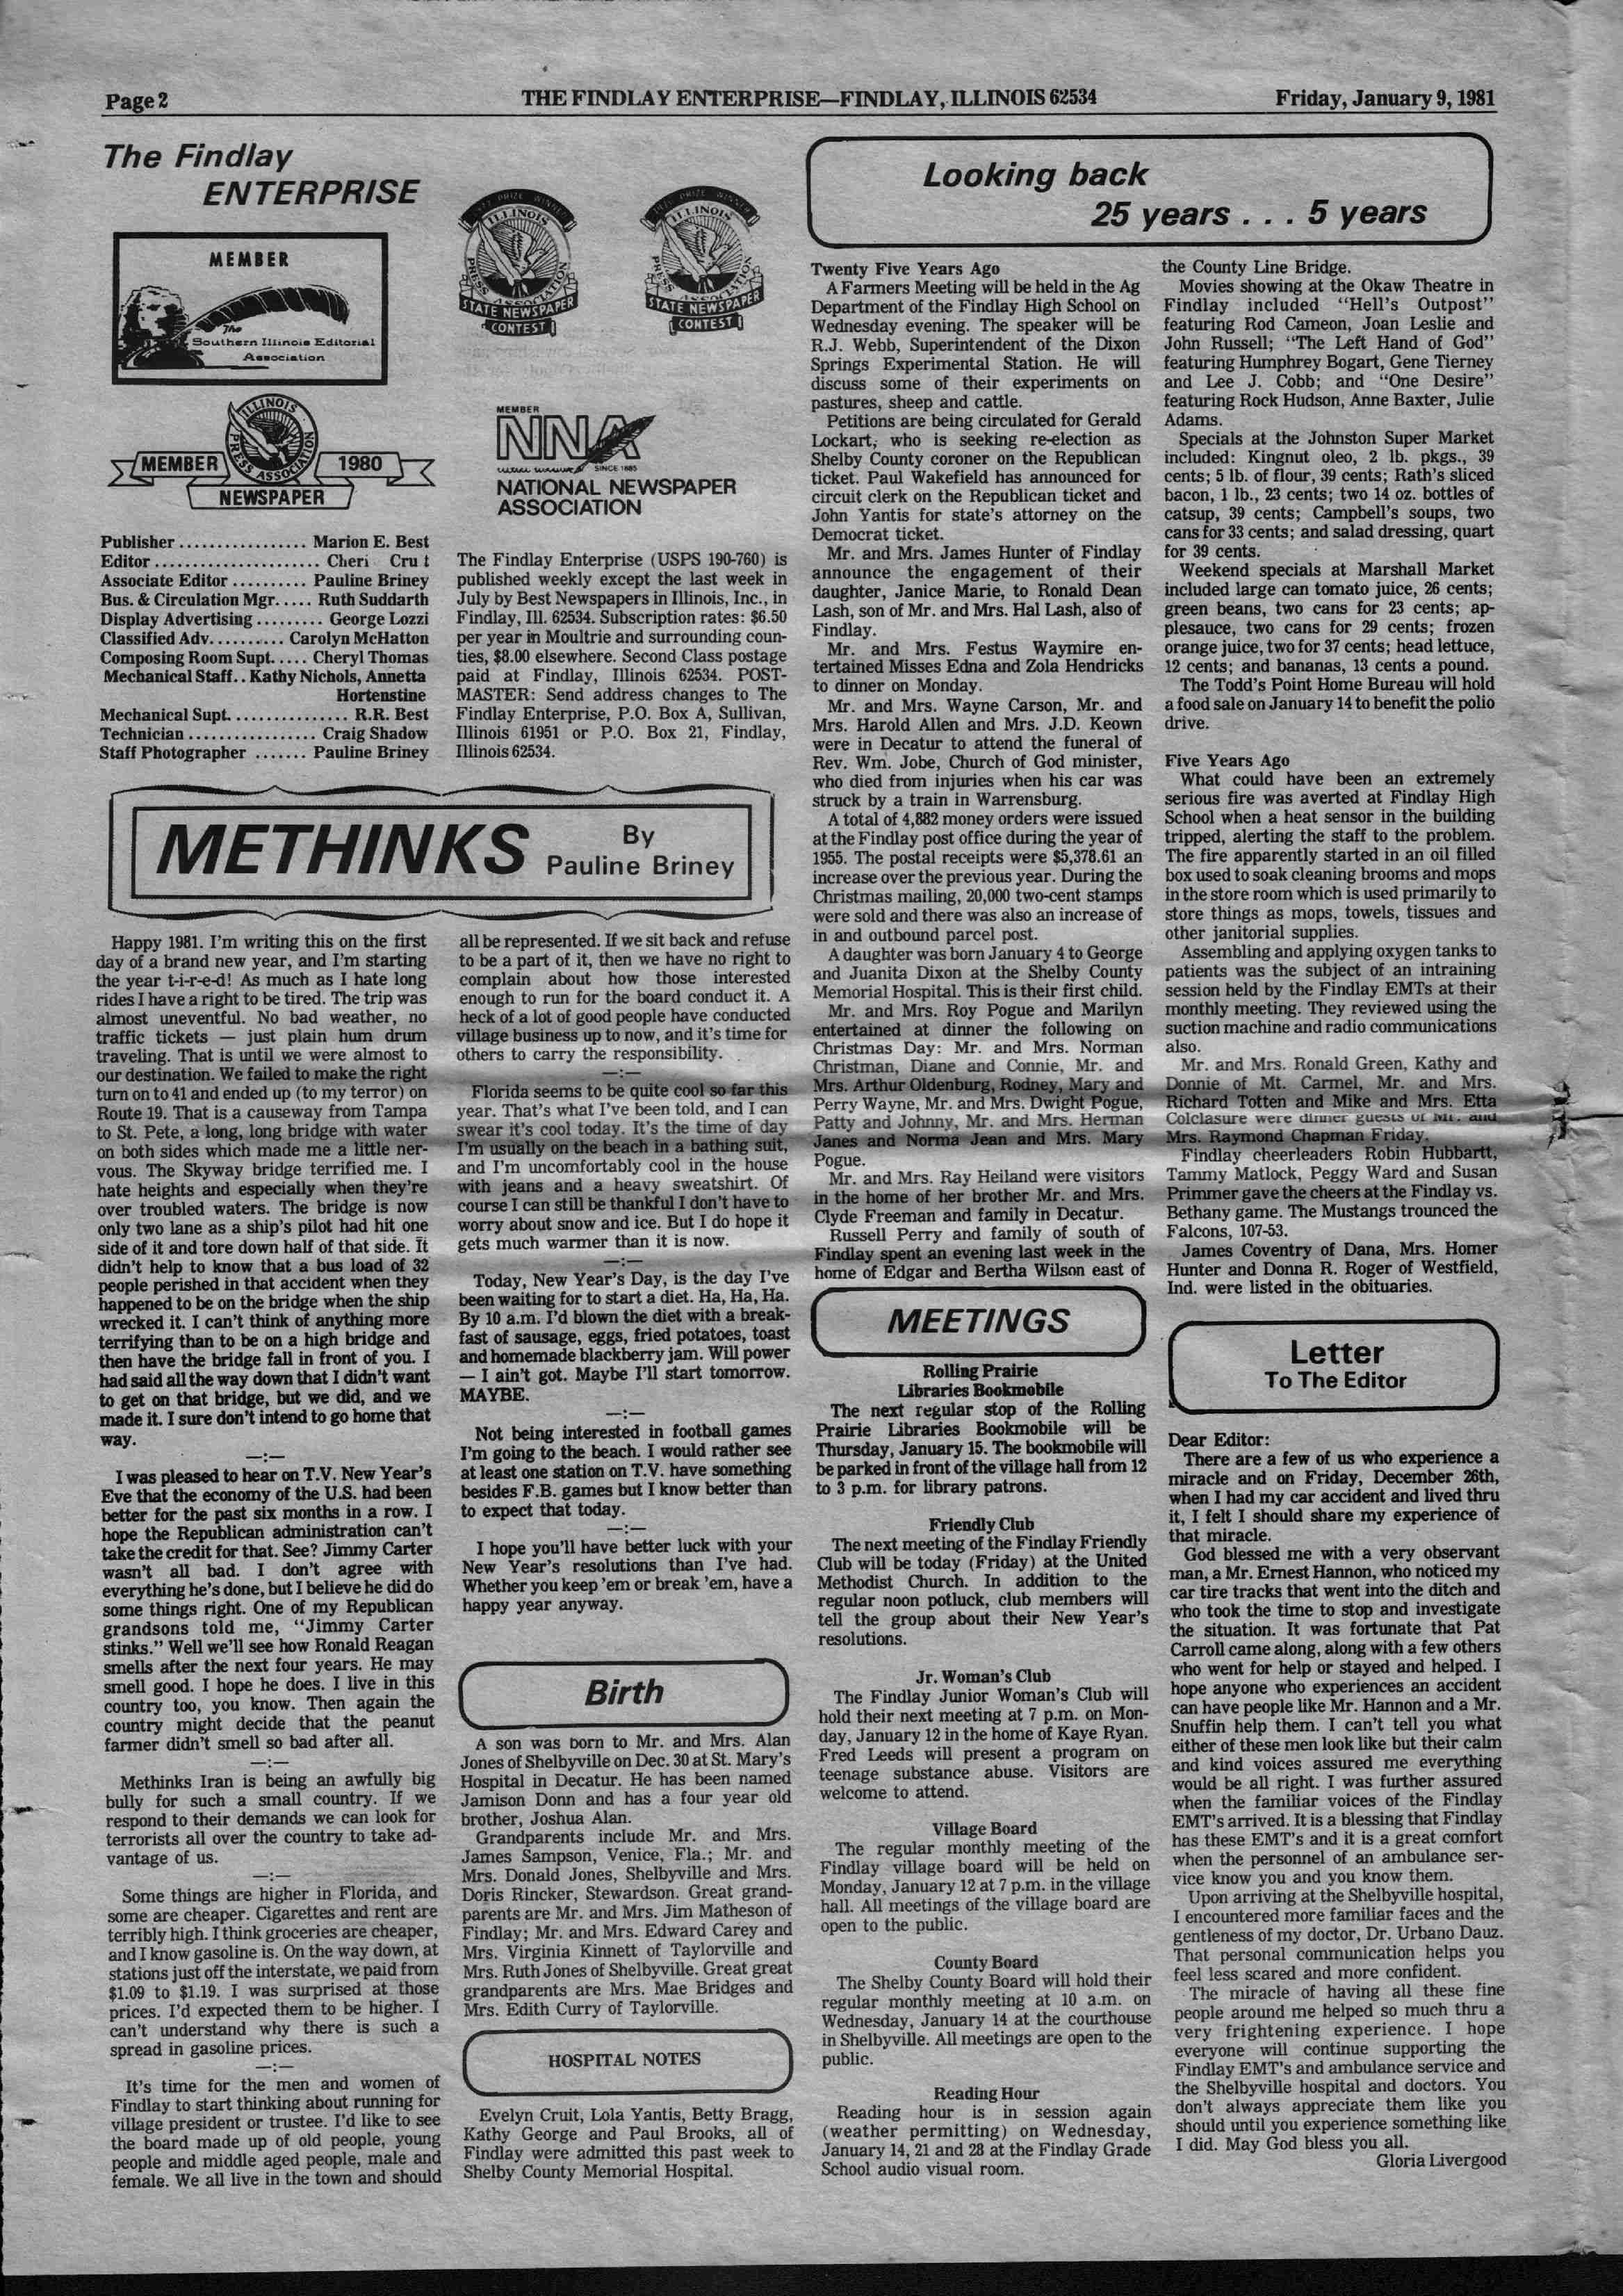 Page 2
THE FINDLAY ENTERPRISE—FINDLAY, ILLINOIS 62534
Friday, January 9, 1981
The Findlay
ENTERPRISE
MEMBER
The
Southern Illinois Editorial
Association
PRIZE WINNER
ILLINOIS
PRESS ASSOCIATION
STATE NEWSPAPER
CONTEST
PRIZE WINNER
ILLINOIS
PRESS ASSOCIATION
STATE NEWSPAPER
CONTEST
ILLINOIS
PRESS ASSOCIATION
MEMBER
1980
NEWSPAPER
MEMBER
NNA
SINCE 1885
NATIONAL NEWSPAPER
ASSOCIATION
Publisher ................. Marion E. Best
Editor ...................... Cheri Cru t
Associate Editor .......... Pauline Briney
Bus. & Circulation Mgr..... Ruth Suddarth
Display Advertising ......... George Lozzi
Classified Adv.......... Carolyn McHatton
Composing Room Supt..... Cheryl Thomas
Mechanical Staff.. Kathy Nichols, Annetta
Hortenstine
Mechanical Supt................ R.R. Best
Technician ................. Craig Shadow
Staff Photographer ....... Pauline Briney
The Findlay Enterprise (USPS 190-760) is
published weekly except the last week in
July by Best Newspapers in Illinois, Inc., in
Findlay, Ill. 62534. Subscription rates: $6.50
per year in Moultrie and surrounding coun-
ties, $8.00 elsewhere. Second Class postage
paid at Findlay, Illinois 62534. POST-
MASTER: Send address changes to The
Findlay Enterprise, P.O. Box A, Sullivan,
Illinois 61951 or P.O. Box 21, Findlay,
Illinois 62534.
METHINKS
By
Pauline Briney
Happy 1981. I'm writing this on the first
day of a brand new year, and I'm starting
the year t-i-r-e-d! As much as I hate long
rides I have a right to be tired. The trip was
almost uneventful. No bad weather, no
traffic tickets — just plain hum drum
traveling. That is until we were almost to
our destination. We failed to make the right
turn on to 41 and ended up (to my terror) on
Route 19. That is a causeway from Tampa
to St. Pete, a long, long bridge with water
on both sides which made me a little ner-
vous. The Skyway bridge terrified me. I
hate heights and especially when they're
over troubled waters. The bridge is now
only two lane as a ship's pilot had hit one
side of it and tore down half of that side. It
didn't help to know that a bus load of 32
people perished in that accident when they
happened to be on the bridge when the ship
wrecked it. I can't think of anything more
terrifying than to be on a high bridge and
then have the bridge fall in front of you. I
had said all the way down that I didn't want
to get on that bridge, but we did, and we
made it. I sure don't intend to go home that
way.
—:—
I was pleased to hear on T.V. New Year's
Eve that the economy of the U.S. had been
better for the past six months in a row. I
hope the Republican administration can't
take the credit for that. See? Jimmy Carter
wasn't all bad. I don't agree with
everything he's done, but I believe he did do
some things right. One of my Republican
grandsons told me, "Jimmy Carter
stinks." Well we'll see how Ronald Reagan
smells after the next four years. He may
smell good. I hope he does. I live in this
country too, you know. Then again the
country might decide that the peanut
farmer didn't smell so bad after all.
—:—
Methinks Iran is being an awfully big
bully for such a small country. If we
respond to their demands we can look for
terrorists all over the country to take ad-
vantage of us.
—:—
Some things are higher in Florida, and
some are cheaper. Cigarettes and rent are
terribly high. I think groceries are cheaper,
and I know gasoline is. On the way down, at
stations just off the interstate, we paid from
$1.09 to $1.19. I was surprised at those
prices. I'd expected them to be higher. I
can't understand why there is such a
spread in gasoline prices.
—:—
It's time for the men and women of
Findlay to start thinking about running for
village president or trustee. I'd like to see
the board made up of old people, young
people and middle aged people, male and
female. We all live in the town and should
all be represented. If we sit back and refuse
to be a part of it, then we have no right to
complain about how those interested
enough to run for the board conduct it. A
heck of a lot of good people have conducted
village business up to now, and it's time for
others to carry the responsibility.
—:—
Florida seems to be quite cool so far this
year. That's what I've been told, and I can
swear it's cool today. It's the time of day
I'm usually on the beach in a bathing suit,
and I'm uncomfortably cool in the house
with jeans and a heavy sweatshirt. Of
course I can still be thankful I don't have to
worry about snow and ice. But I do hope it
gets much warmer than it is now.
—:—
Today, New Year's Day, is the day I've
been waiting for to start a diet. Ha, Ha, Ha.
By 10 a.m. I'd blown the diet with a break-
fast of sausage, eggs, fried potatoes, toast
and homemade blackberry jam. Will power
— I ain't got. Maybe I'll start tomorrow.
MAYBE.
—:—
Not being interested in football games
I'm going to the beach. I would rather see
at least one station on T.V. have something
besides F.B. games but I know better than
to expect that today.
—:—
I hope you'll have better luck with your
New Year's resolutions than I've had.
Whether you keep 'em or break 'em, have a
happy year anyway.
Birth
A son was born to Mr. and Mrs. Alan
Jones of Shelbyville on Dec. 30 at St. Mary's
Hospital in Decatur. He has been named
Jamison Donn and has a four year old
brother, Joshua Alan.
Grandparents include Mr. and Mrs.
James Sampson, Venice, Fla.; Mr. and
Mrs. Donald Jones, Shelbyville and Mrs.
Doris Rincker, Stewardson. Great grand-
parents are Mr. and Mrs. Jim Matheson of
Findlay; Mr. and Mrs. Edward Carey and
Mrs. Virginia Kinnett of Taylorville and
Mrs. Ruth Jones of Shelbyville. Great great
grandparents are Mrs. Mae Bridges and
Mrs. Edith Curry of Taylorville.
HOSPITAL NOTES
Evelyn Cruit, Lola Yantis, Betty Bragg,
Kathy George and Paul Brooks, all of
Findlay were admitted this past week to
Shelby County Memorial Hospital.
Looking back
25 years . . . 5 years
Twenty Five Years Ago
A Farmers Meeting will be held in the Ag
Department of the Findlay High School on
Wednesday evening. The speaker will be
R.J. Webb, Superintendent of the Dixon
Springs Experimental Station. He will
discuss some of their experiments on
pastures, sheep and cattle.
Petitions are being circulated for Gerald
Lockart, who is seeking re-election as
Shelby County coroner on the Republican
ticket. Paul Wakefield has announced for
circuit clerk on the Republican ticket and
John Yantis for state's attorney on the
Democrat ticket.
Mr. and Mrs. James Hunter of Findlay
announce the engagement of their
daughter, Janice Marie, to Ronald Dean
Lash, son of Mr. and Mrs. Hal Lash, also of
Findlay.
Mr. and Mrs. Festus Waymire en-
tertained Misses Edna and Zola Hendricks
to dinner on Monday.
Mr. and Mrs. Wayne Carson, Mr. and
Mrs. Harold Allen and Mrs. J.D. Keown
were in Decatur to attend the funeral of
Rev. Wm. Jobe, Church of God minister,
who died from injuries when his car was
struck by a train in Warrensburg.
A total of 4,882 money orders were issued
at the Findlay post office during the year of
1955. The postal receipts were $5,378.61 an
increase over the previous year. During the
Christmas mailing, 20,000 two-cent stamps
were sold and there was also an increase of
in and outbound parcel post.
A daughter was born January 4 to George
and Juanita Dixon at the Shelby County
Memorial Hospital. This is their first child.
Mr. and Mrs. Roy Pogue and Marilyn
entertained at dinner the following on
Christmas Day: Mr. and Mrs. Norman
Christman, Diane and Connie, Mr. and
Mrs. Arthur Oldenburg, Rodney, Mary and
Perry Wayne, Mr. and Mrs. Dwight Pogue,
Patty and Johnny, Mr. and Mrs. Herman
Janes and Norma Jean and Mrs. Mary
Pogue.
Mr. and Mrs. Ray Heiland were visitors
in the home of her brother Mr. and Mrs.
Clyde Freeman and family in Decatur.
Russell Perry and family of south of
Findlay spent an evening last week in the
home of Edgar and Bertha Wilson east of
the County Line Bridge.
Movies showing at the Okaw Theatre in
Findlay included "Hell's Outpost"
featuring Rod Cameon, Joan Leslie and
John Russell; "The Left Hand of God"
featuring Humphrey Bogart, Gene Tierney
and Lee J. Cobb; and "One Desire"
featuring Rock Hudson, Anne Baxter, Julie
Adams.
Specials at the Johnston Super Market
included: Kingnut oleo, 2 lb. pkgs., 39
cents; 5 lb. of flour, 39 cents; Rath's sliced
bacon, 1 lb., 23 cents; two 14 oz. bottles of
catsup, 39 cents; Campbell's soups, two
cans for 33 cents; and salad dressing, quart
for 39 cents.
Weekend specials at Marshall Market
included large can tomato juice, 26 cents;
green beans, two cans for 23 cents; ap-
plesauce, two cans for 29 cents; frozen
orange juice, two for 37 cents; head lettuce,
12 cents; and bananas, 13 cents a pound.
The Todd's Point Home Bureau will hold
a food sale on January 14 to benefit the polio
drive.
Five Years Ago
What could have been an extremely
serious fire was averted at Findlay High
School when a heat sensor in the building
tripped, alerting the staff to the problem.
The fire apparently started in an oil filled
box used to soak cleaning brooms and mops
in the store room which is used primarily to
store things as mops, towels, tissues and
other janitorial supplies.
Assembling and applying oxygen tanks to
patients was the subject of an intraining
session held by the Findlay EMTs at their
monthly meeting. They reviewed using the
suction machine and radio communications
also.
Mr. and Mrs. Ronald Green, Kathy and
Donnie of Mt. Carmel, Mr. and Mrs.
Richard Totten and Mike and Mrs. Etta
Colclasure were dinner guests of Mr. and
Mrs. Raymond Chapman Friday.
Findlay cheerleaders Robin Hubbartt,
Tammy Matlock, Peggy Ward and Susan
Primmer gave the cheers at the Findlay vs.
Bethany game. The Mustangs trounced the
Falcons, 107-53.
James Coventry of Dana, Mrs. Homer
Hunter and Donna R. Roger of Westfield,
Ind. were listed in the obituaries.
MEETINGS
Rolling Prairie
Libraries Bookmobile
The next regular stop of the Rolling
Prairie Libraries Bookmobile will be
Thursday, January 15. The bookmobile will
be parked in front of the village hall from 12
to 3 p.m. for library patrons.
Friendly Club
The next meeting of the Findlay Friendly
Club will be today (Friday) at the United
Methodist Church. In addition to the
regular noon potluck, club members will
tell the group about their New Year's
resolutions.
Jr. Woman's Club
The Findlay Junior Woman's Club will
hold their next meeting at 7 p.m. on Mon-
day, January 12 in the home of Kaye Ryan.
Fred Leeds will present a program on
teenage substance abuse. Visitors are
welcome to attend.
Village Board
The regular monthly meeting of the
Findlay village board will be held on
Monday, January 12 at 7 p.m. in the village
hall. All meetings of the village board are
open to the public.
County Board
The Shelby County Board will hold their
regular monthly meeting at 10 a.m. on
Wednesday, January 14 at the courthouse
in Shelbyville. All meetings are open to the
public.
Reading Hour
Reading hour is in session again
(weather permitting) on Wednesday,
January 14, 21 and 28 at the Findlay Grade
School audio visual room.
Letter
To The Editor
Dear Editor:
There are a few of us who experience a
miracle and on Friday, December 26th,
when I had my car accident and lived thru
it, I felt I should share my experience of
that miracle.
God blessed me with a very observant
man, a Mr. Ernest Hannon, who noticed my
car tire tracks that went into the ditch and
who took the time to stop and investigate
the situation. It was fortunate that Pat
Carroll came along, along with a few others
who went for help or stayed and helped. I
hope anyone who experiences an accident
can have people like Mr. Hannon and a Mr.
Snuffin help them. I can't tell you what
either of these men look like but their calm
and kind voices assured me everything
would be all right. I was further assured
when the familiar voices of the Findlay
EMT's arrived. It is a blessing that Findlay
has these EMT's and it is a great comfort
when the personnel of an ambulance ser-
vice know you and you know them.
Upon arriving at the Shelbyville hospital,
I encountered more familiar faces and the
gentleness of my doctor, Dr. Urbano Dauz.
That personal communication helps you
feel less scared and more confident.
The miracle of having all these fine
people around me helped so much thru a
very frightening experience. I hope
everyone will continue supporting the
Findlay EMT's and ambulance service and
the Shelbyville hospital and doctors. You
don't always appreciate them like you
should until you experience something like
I did. May God bless you all.
Gloria Livergood